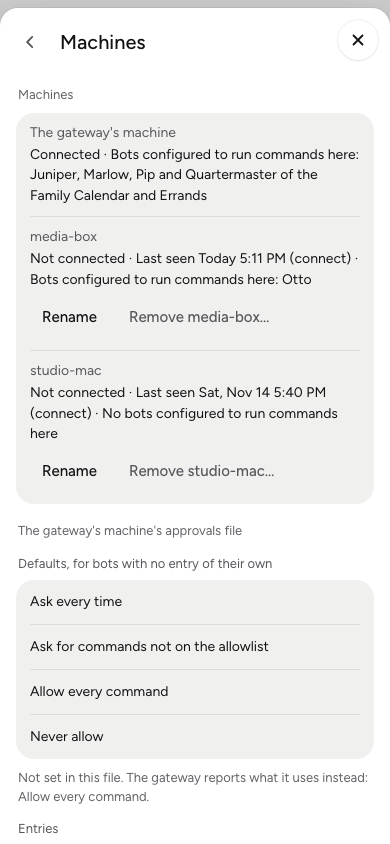 Machines
Machines
The gateway's machine
Connected · Bots configured to run commands here:
Juniper, Marlow, Pip and Quartermaster of the
Family Calendar and Errands
media-box
Not connected · Last seen Today 5:11 PM (connect) ·
Bots configured to run commands here: Otto
Rename Remove media-box...
studio-mac
Not connected · Last seen Sat, Nov 14 5:40 PM
(connect) · No bots configured to run commands
here
Rename Remove studio-mac...
The gateway's machine's approvals file
Defaults, for bots with no entry of their own
Ask every time
Ask for commands not on the allowlist
Allow every command
Never allow
Not set in this file. The gateway reports what it uses instead:
Allow every command.
Entries